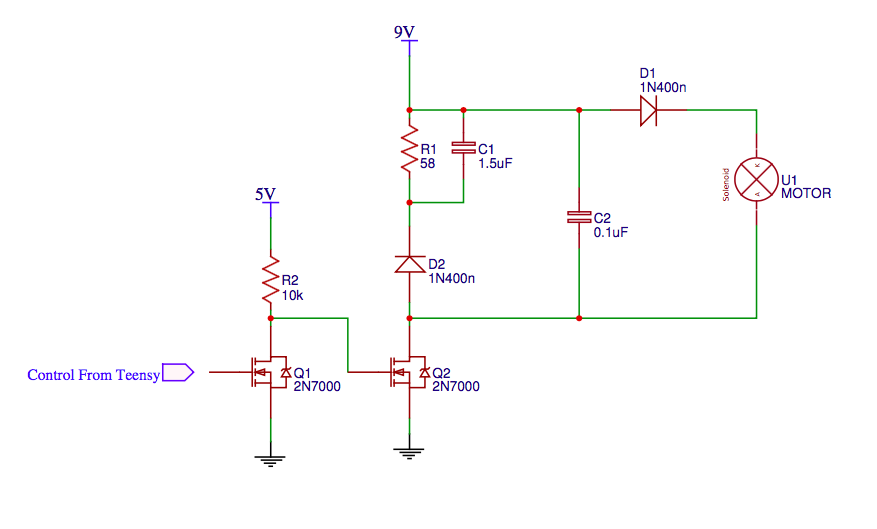 9V
D1
1N400n
R1
58
C1
1.5uF
Solenoid
K
A
U1
MOTOR
5V
C2
0.1uF
D2
1N400n
R2
10k
Control From Teensy
Q1
2N7000
Q2
2N7000